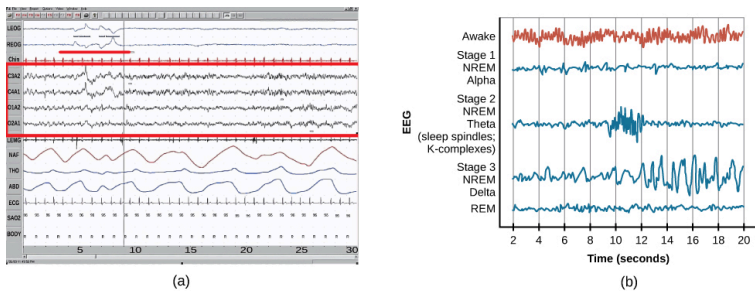 LEOG
REOG
Chin
C3A2
C4A1
O1A2
O2A1
LEMG
NAF
THO
ABD
ECG
SAO2
BODY
5 10 15 20 25 30
(a)
EEG
Awake
Stage 1
NREM
Alpha
Stage 2
NREM
Theta
(sleep spindles;
K-complexes)
Stage 3
NREM
Delta
REM
2 4 6 8 10 12 14 16 18 20
Time (seconds)
(b)